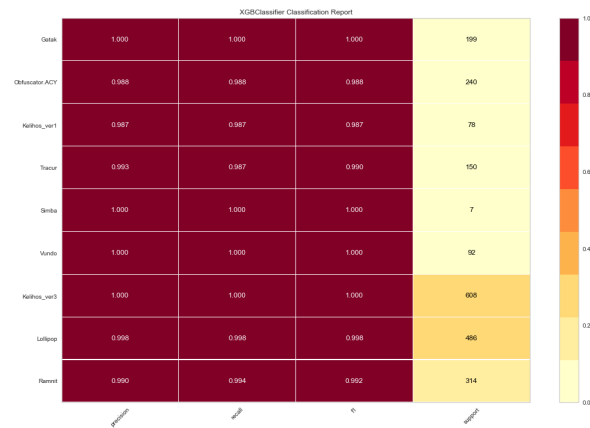 XGBClassifier Classification Report
Gatak 1.000 1.000 1.000 199
Obfuscator.ACY 0.988 0.988 0.988 240
Kelihos_ver1 0.987 0.987 0.987 78
Tracur 0.993 0.987 0.990 150
Simba 1.000 1.000 1.000 7
Vundo 1.000 1.000 1.000 92
Kelihos_ver3 1.000 1.000 1.000 608
Lollipop 0.998 0.998 0.998 486
Ramnit 0.990 0.994 0.992 314
precision recall f1 support
1.0
0.8
0.6
0.4
0.2
0.0